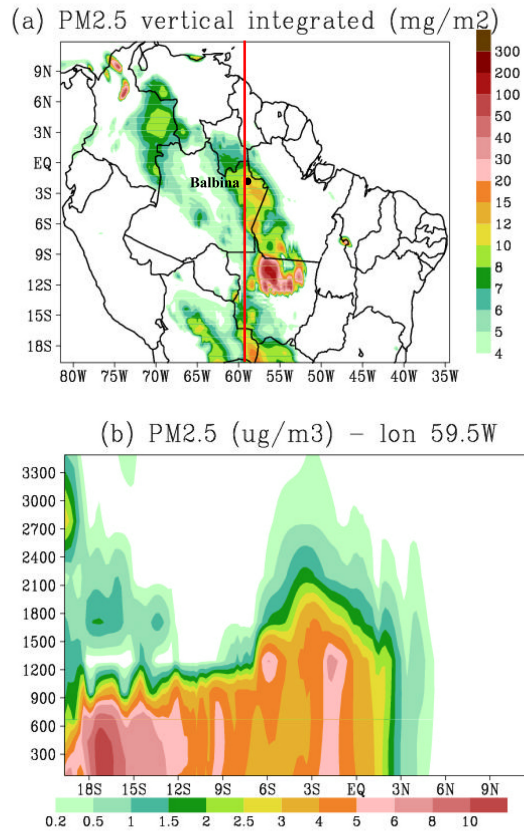 (a) PM2.5 vertical integrated (mg/m2)
9N
6N
3N
EQ
3S
6S
9S
12S
15S
18S
Balbina
80W 75W 70W 65W 60W 55W 50W 45W 40W 35W
300
200
100
50
40
30
20
15
12
10
8
7
6
5
4
(b) PM2.5 (ug/m3) – lon 59.5W
3300
3000
2700
2400
2100
1800
1500
1200
900
600
300
18S 15S 12S 9S 6S 3S EQ 3N 6N 9N
0.2 0.5 1 1.5 2 2.5 3 4 5 6 8 10